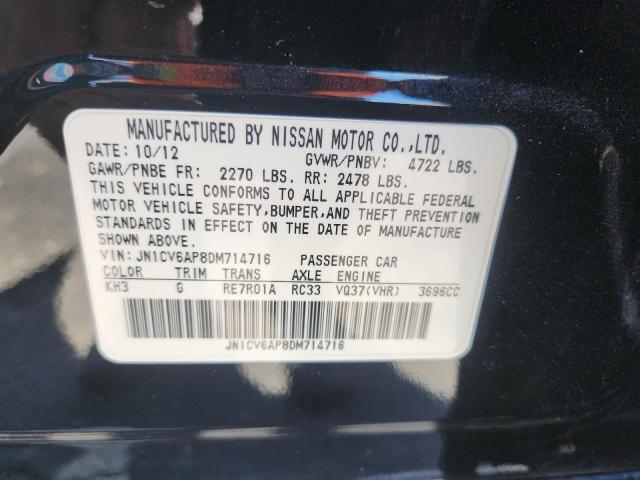 MANUFACTURED BY NISSAN MOTOR CO.,LTD.
DATE: 10/12 GVWR/PNBV: 4722 LBS.
GAWR/PNBE FR: 2270 LBS. RR: 2478 LBS.
THIS VEHICLE CONFORMS TO ALL APPLICABLE FEDERAL
MOTOR VEHICLE SAFETY,BUMPER,AND THEFT PREVENTION
STANDARDS IN EFFECT ON THE DATE OF MANUFACTURE
SHOWN ABOVE.
VIN: JN1CV6AP8DM714716 PASSENGER CAR
COLOR TRIM TRANS AXLE ENGINE
KH3 G RE7R01A RC33 VQ37(VHR) 3696CC
JN1CV6AP8DM714716